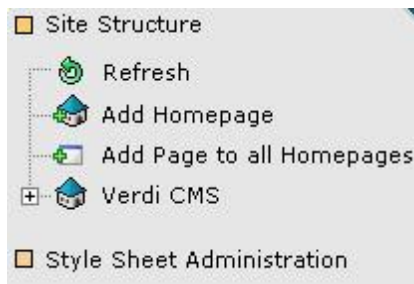 Site Structure
Refresh
Add Homepage
Add Page to all Homepages
Verdi CMS
Style Sheet Administration